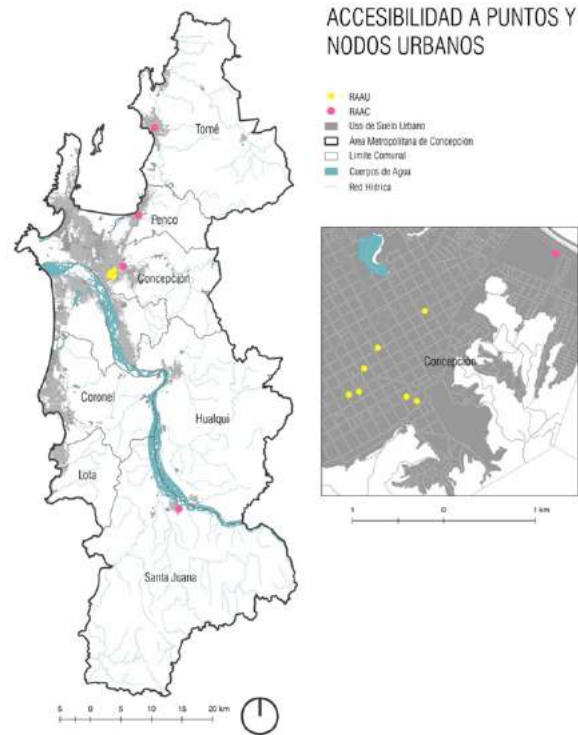 ACCESIBILIDAD A PUNTOS Y
NODOS URBANOS
RAAU
RAAC
Uso de Suelo Urbano
Área Metropolitana de Concepción
Límite Comunal
Cuerpos de Agua
Red Hídrica
Tomé
Penco
Concepción
Coronel
Hualqui
Lota
Santa Juana
5 0 5 10 15 20 km
Concepción
1 0 1 km